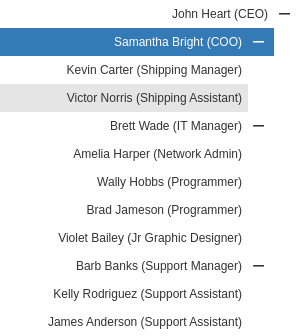 John Heart (CEO)
Samantha Bright (COO)
Kevin Carter (Shipping Manager)
Victor Norris (Shipping Assistant)
Brett Wade (IT Manager)
Amelia Harper (Network Admin)
Wally Hobbs (Programmer)
Brad Jameson (Programmer)
Violet Bailey (Jr Graphic Designer)
Barb Banks (Support Manager)
Kelly Rodriguez (Support Assistant)
James Anderson (Support Assistant)